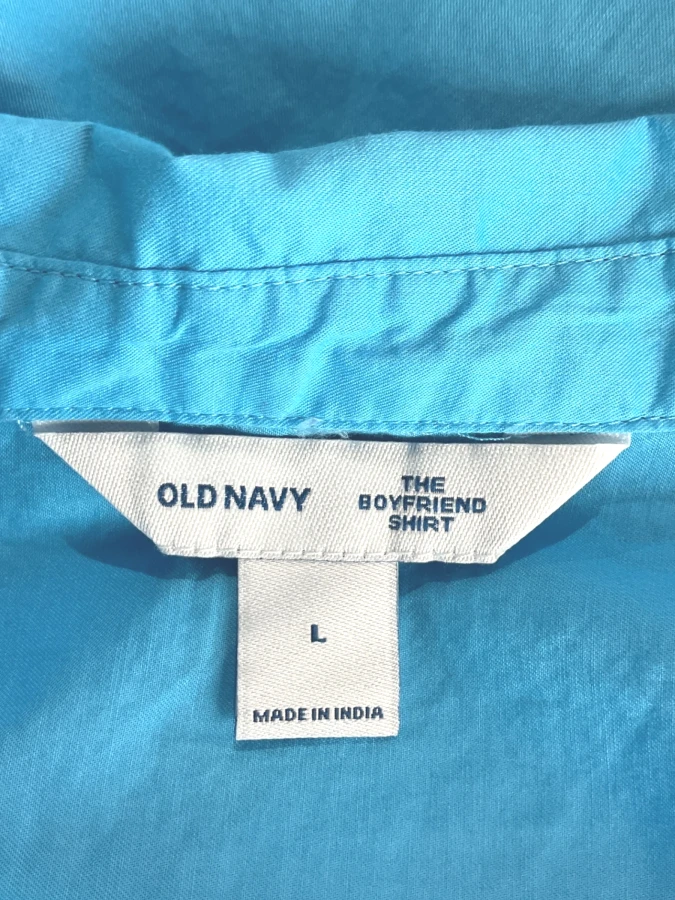 OLD NAVY
THE
BOYFRIEND
SHIRT
L
MADE IN INDIA